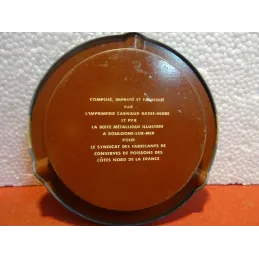 COMPOSÉ, IMPRIMÉ ET FABRIQUÉ
PAR
L'IMPRIMERIE CARNAUD BASSE-INDRE
ET PAR
LA BOITE MÉTALLIQUE ILLUSTRÉE
A BOULOGNE-SUR-MER
POUR
LE SYNDICAT DES FABRICANTS DE
CONSERVES DE POISSONS DES
CÔTES NORD DE LA FRANCE